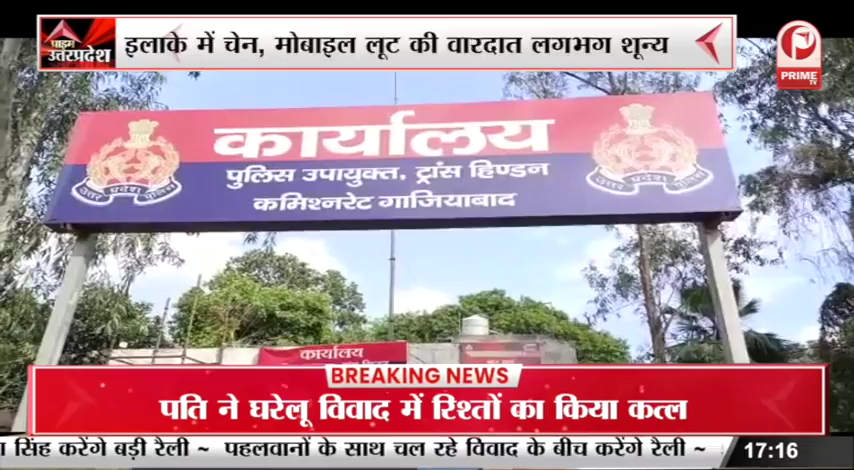 प्राइम
उत्तरप्रदेश
इलाके में चेन, मोबाइल लूट की वारदात लगभग शून्य
P
PRIME
TV
कार्यालय
पुलिस उपायुक्त, ट्रांस हिण्डन
कमिश्नरेट गाजियाबाद
उत्तर प्रदेश पुलिस
उत्तर प्रदेश पुलिस
कार्यालय
BREAKING NEWS
पति ने घरेलू विवाद में रिश्तों का किया कत्ल
सिंह करेंगे बड़ी रैली ~ पहलवानों के साथ चल रहे विवाद के बीच करेंगे रैली ~
17:16